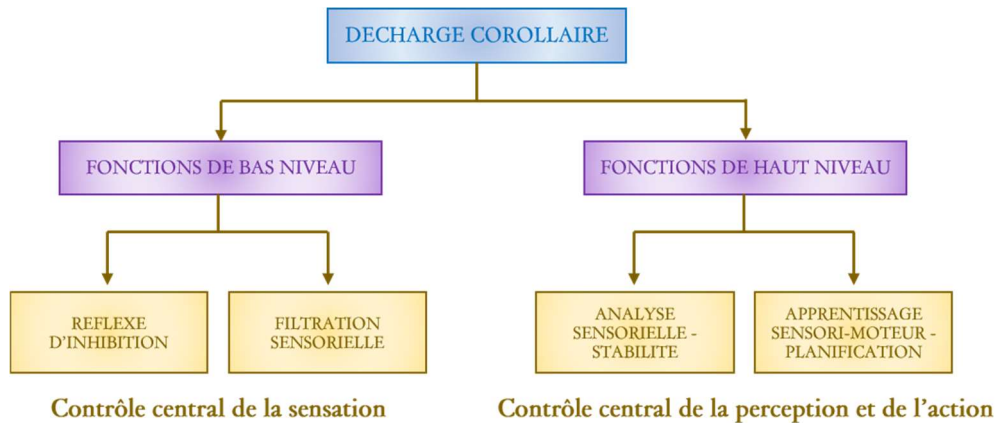 DECHARGE COROLLAIRE
FONCTIONS DE BAS NIVEAU
FONCTIONS DE HAUT NIVEAU
REFLEXE
D'INHIBITION
FILTRATION
SENSORIELLE
ANALYSE
SENSORIELLE -
STABILITE
APPRENTISSAGE
SENSORI-MOTEUR -
PLANIFICATION
Contrôle central de la sensation
Contrôle central de la perception et de l'action